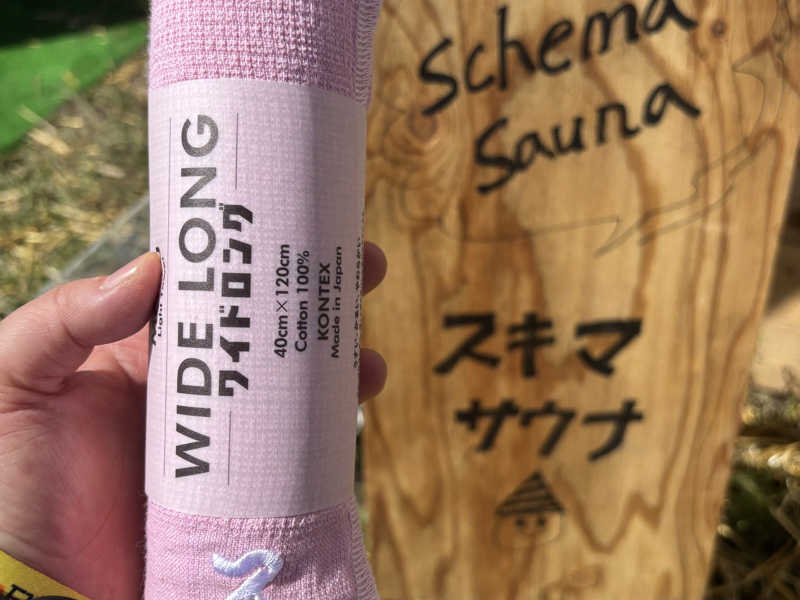 WIDE LONG
ワイドロング
40cm×120cm
Cotton 100%
KONTEX
Made in Japan
Schema
Sauna
スキマ
サウナ